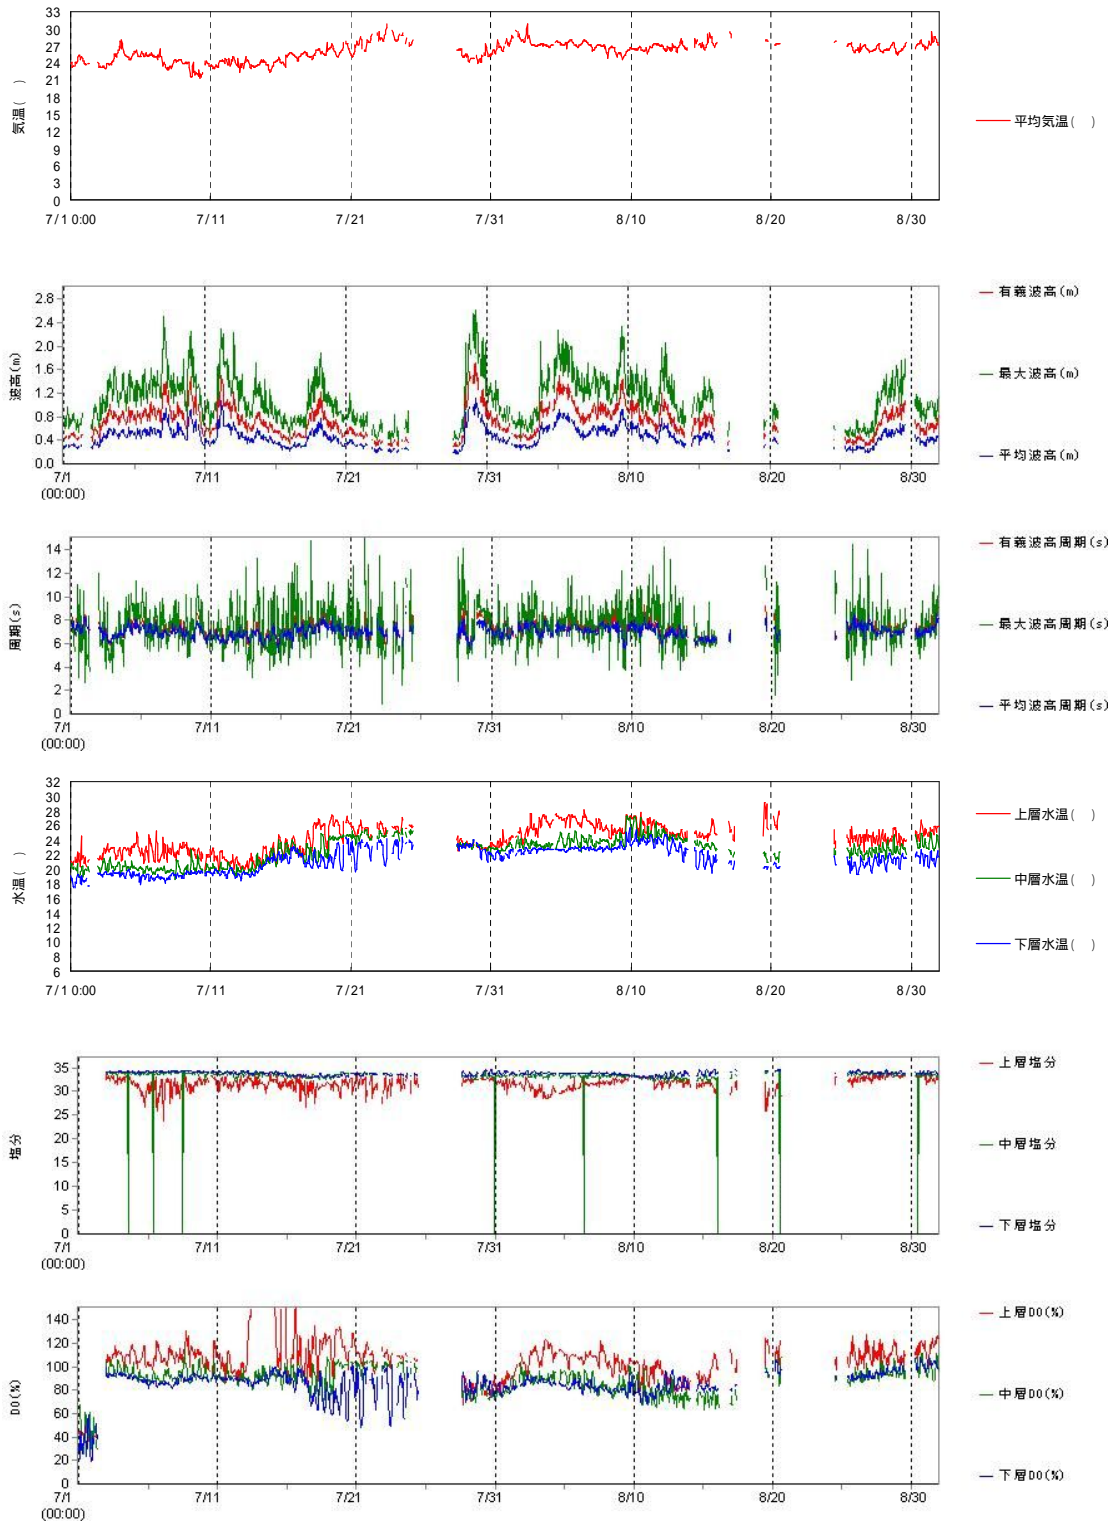 33
30
27
24
21
18
15
12
9
6
3
0
気温( )
7/1 0:00 7/11 7/21 7/31 8/10 8/20 8/30
平均気温( )
2.8
2.4
2.0
1.6
1.2
0.8
0.4
0.0
波高(m)
7/1 7/11 7/21 7/31 8/10 8/20 8/30
(00:00)
有義波高(m)
最大波高(m)
平均波高(m)
14
12
10
8
6
4
2
0
周期(s)
7/1 7/11 7/21 7/31 8/10 8/20 8/30
(00:00)
有義波高周期(s)
最大波高周期(s)
平均波高周期(s)
32
30
28
26
24
22
20
18
16
14
12
10
8
6
水温( )
7/1 0:00 7/11 7/21 7/31 8/10 8/20 8/30
上層水温( )
中層水温( )
下層水温( )
35
30
25
20
15
10
5
0
塩分
7/1 7/11 7/21 7/31 8/10 8/20 8/30
(00:00)
上層塩分
中層塩分
下層塩分
140
120
100
80
60
40
20
0
DO(%)
7/1 7/11 7/21 7/31 8/10 8/20 8/30
(00:00)
上層DO(%)
中層DO(%)
下層DO(%)